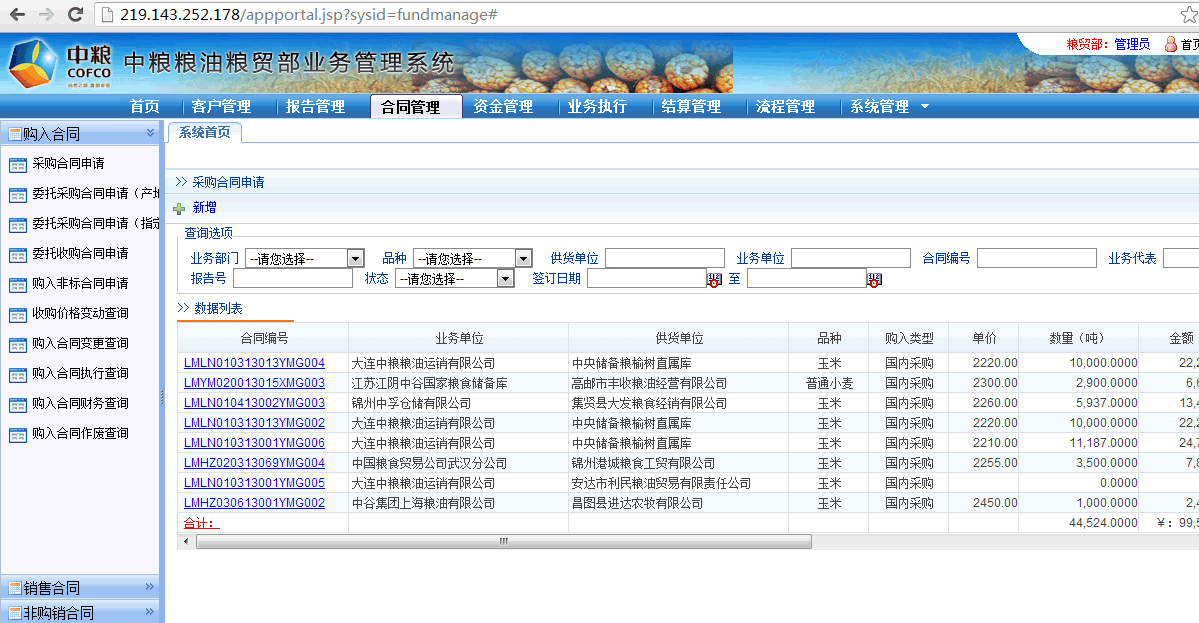 219.143.252.178/appportal.jsp?sysid=fundmanage#
中粮 COFCO 中粮粮油粮贸部业务管理系统 粮贸部：管理员 首页
首页 客户管理 报告管理 合同管理 资金管理 业务执行 结算管理 流程管理 系统管理
购入合同
采购合同申请
委托采购合同申请（产地
委托采购合同申请（指定
委托收购合同申请
购入非标合同申请
收购价格变动查询
购入合同变更查询
购入合同执行查询
购入合同财务查询
购入合同作废查询
销售合同
非购销合同
系统首页
采购合同申请
新增
查询选项
业务部门 --请您选择-- 品种 --请您选择-- 供货单位 业务单位 合同编号 业务代表
报告号 状态 --请您选择-- 签订日期 至
数据列表
合同编号 业务单位 供货单位 品种 购入类型 单价 数量（吨） 金额
LMLN010313013YMG004 大连中粮粮油运销有限公司 中央储备粮榆树直属库 玉米 国内采购 2220.00 10,000.0000 22,2
LMYM020013015XMG003 江苏江阴中谷国家粮食储备库 高邮市丰收粮油经营有限公司 普通小麦 国内采购 2300.00 2,900.0000 6,6
LMLN010413002YMG003 锦州中孚仓储有限公司 集贤县大发粮食经销有限公司 玉米 国内采购 2260.00 5,937.0000 13,4
LMLN010313013YMG002 大连中粮粮油运销有限公司 中央储备粮榆树直属库 玉米 国内采购 2220.00 10,000.0000 22,2
LMLN010313001YMG006 大连中粮粮油运销有限公司 中央储备粮榆树直属库 玉米 国内采购 2210.00 11,187.0000 24,7
LMHZ020313069YMG004 中国粮食贸易公司武汉分公司 锦州港城粮食工贸有限公司 玉米 国内采购 2255.00 3,500.0000 7,8
LMLN010313001YMG005 大连中粮粮油运销有限公司 安达市利民粮油贸易有限责任公司 玉米 国内采购 0.0000
LMHZ030613001YMG002 中谷集团上海粮油有限公司 昌图县进达农牧有限公司 玉米 国内采购 2450.00 1,000.0000 2,4
合计： 44,524.0000 ￥：99,5